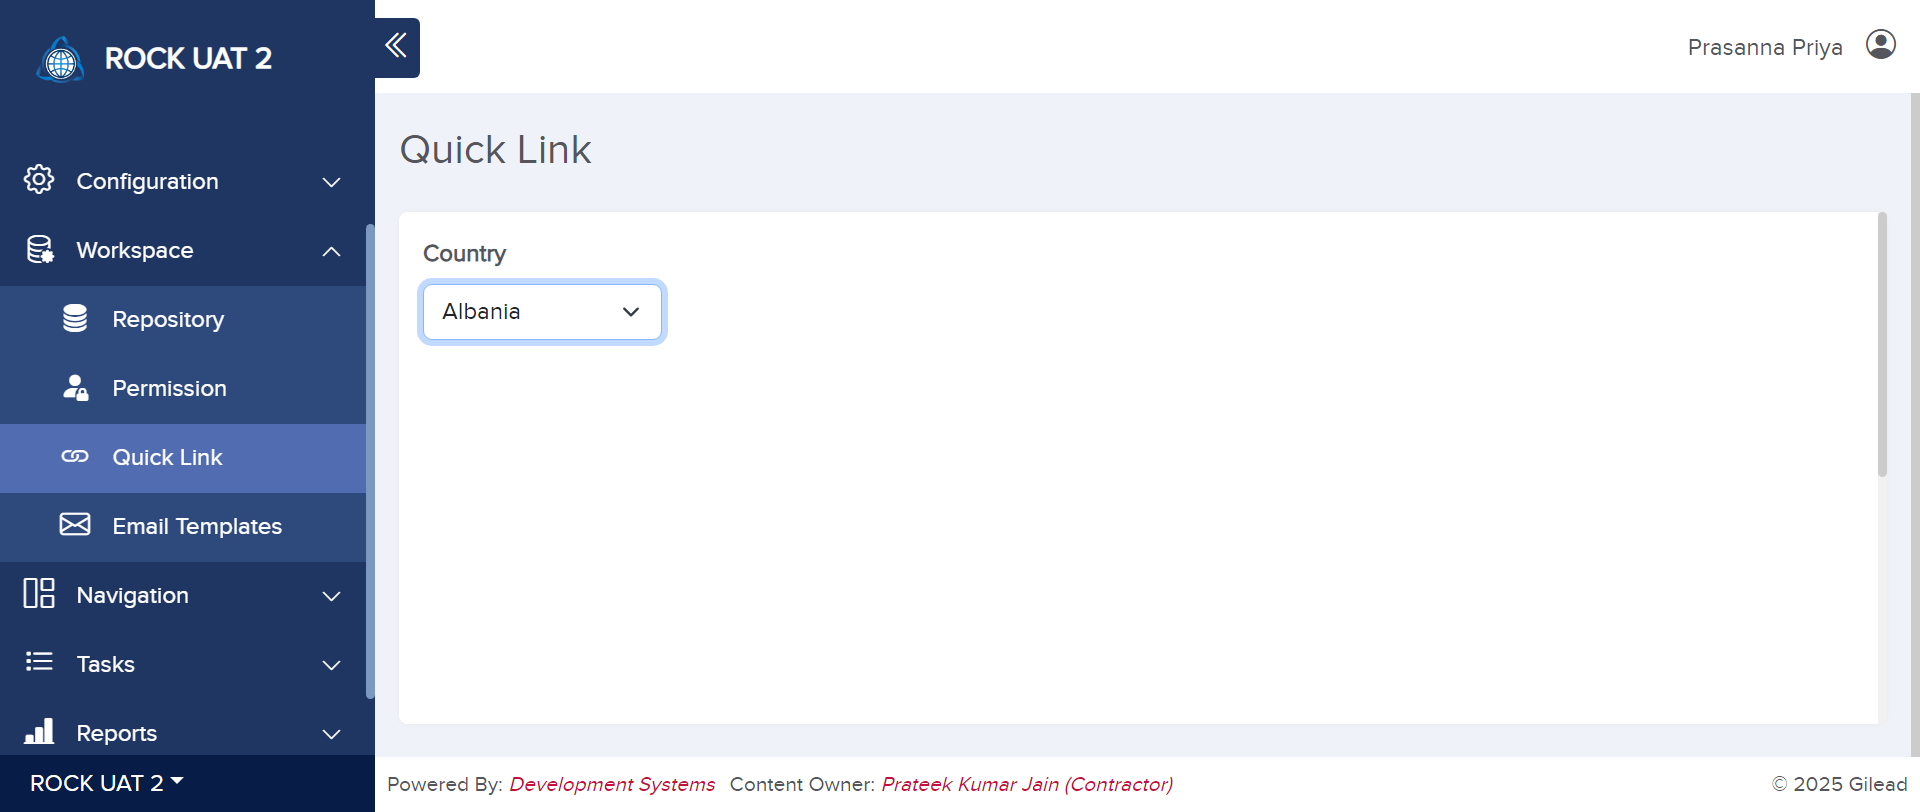 ROCK UAT 2
Prasanna Priya
Configuration
Workspace
Repository
Permission
Quick Link
Email Templates
Navigation
Tasks
Reports
ROCK UAT 2
Quick Link
Country
Albania
Powered By: Development Systems Content Owner: Prateek Kumar Jain (Contractor)
© 2025 Gilead